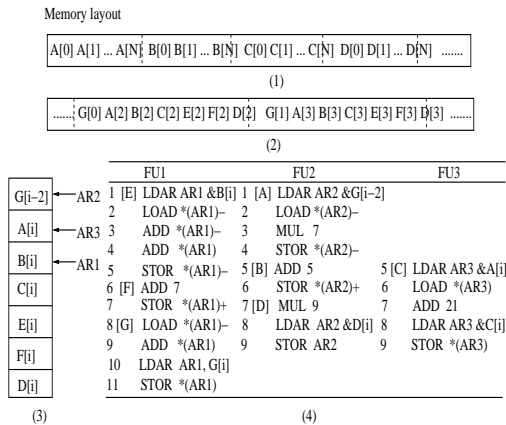 Memory layout
A[0] A[1] ... A[N] B[0] B[1] ... B[N] C[0] C[1] ... C[N] D[0] D[1] ... D[N] .......
(1)
...... G[0] A[2] B[2] C[2] E[2] F[2] D[2] G[1] A[3] B[3] C[3] E[3] F[3] D[3] .......
(2)
FU1 FU2 FU3
G[i−2] AR2 1 [E] LDAR AR1 &B[i] 1 [A] LDAR AR2 &G[i−2]
2 LOAD *(AR1)− 2 LOAD *(AR2)−
A[i] AR3 3 ADD *(AR1)− 3 MUL 7
4 ADD *(AR1) 4 STOR *(AR2)−
B[i] AR1 5 STOR *(AR1)− 5 [B] ADD 5 5 [C] LDAR AR3 &A[i]
C[i] 6 [F] ADD 7 6 STOR *(AR2)+ 6 LOAD *(AR3)
7 STOR *(AR1)+ 7 [D] MUL 9 7 ADD 21
E[i] 8 [G] LOAD *(AR1)− 8 LDAR AR2 &D[i] 8 LDAR AR3 &C[i]
9 ADD *(AR1) 9 STOR AR2 9 STOR *(AR3)
F[i] 10 LDAR AR1, G[i]
D[i] 11 STOR *(AR1)
(3) (4)